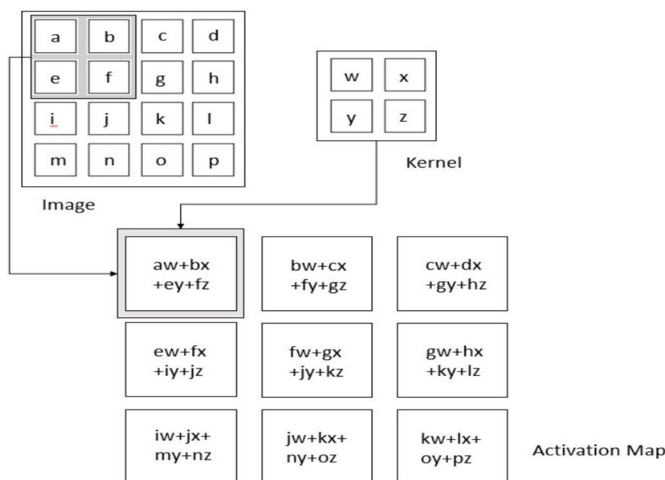 a b c d
e f g h
i j k l
m n o p
Image
w x
y z
Kernel
aw+bx
+ey+fz
bw+cx
+fy+gz
cw+dx
+gy+hz
ew+fx
+iy+jz
fw+gx
+jy+kz
gw+hx
+ky+lz
iw+jx+
my+nz
jw+kx+
ny+oz
kw+lx+
oy+pz
Activation Map